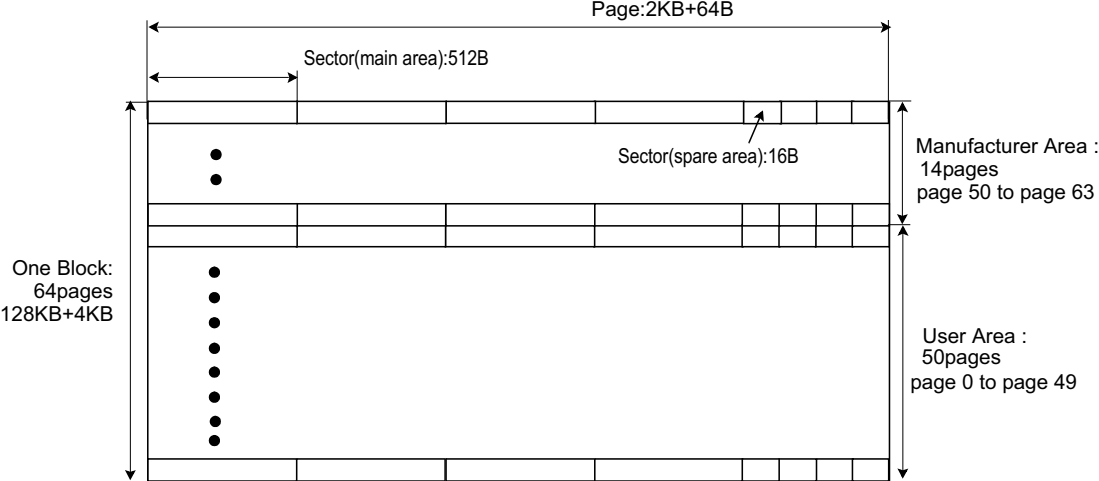 Page:2KB+64B
Sector(main area):512B
Sector(spare area):16B
Manufacturer Area :
14pages
page 50 to page 63
One Block:
64pages
128KB+4KB
User Area :
50pages
page 0 to page 49